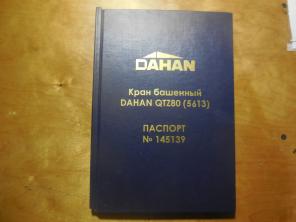 DAHAN
Кран башенный
DAHAN QTZ80 (5613)
ПАСПОРТ
№ 145139